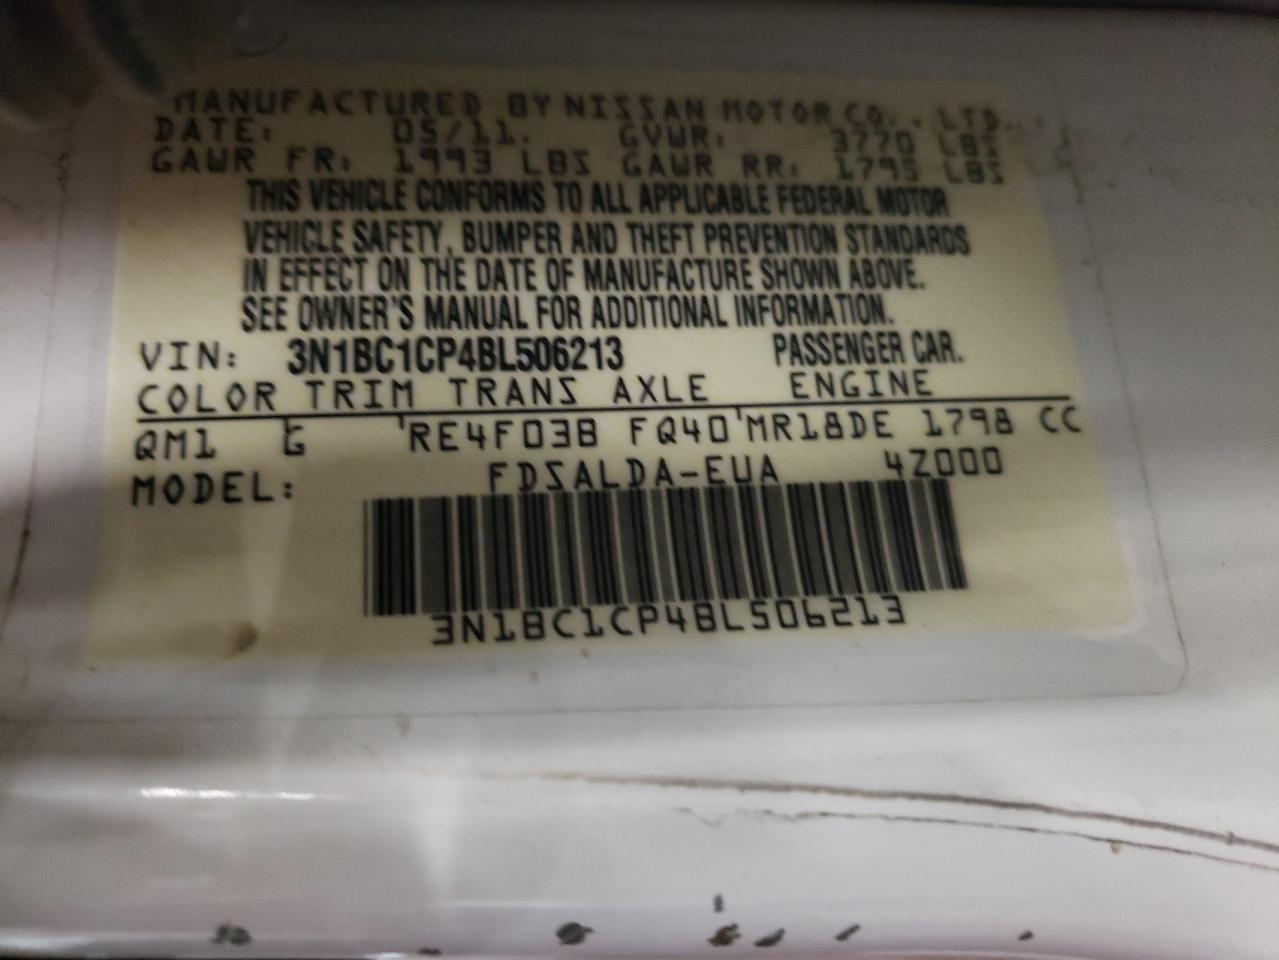 MANUFACTURED BY NISSAN MOTOR CO., LTD.
DATE: 05/11. GVWR: 3770 LBS
GAWR FR: 1993 LBS GAWR RR: 1795 LBS
THIS VEHICLE CONFORMS TO ALL APPLICABLE FEDERAL MOTOR
VEHICLE SAFETY, BUMPER AND THEFT PREVENTION STANDARDS
IN EFFECT ON THE DATE OF MANUFACTURE SHOWN ABOVE.
SEE OWNER'S MANUAL FOR ADDITIONAL INFORMATION.
VIN: 3N1BC1CP4BL506213 PASSENGER CAR.
COLOR TRIM TRANS AXLE ENGINE
QM1 G RE4F03B FQ40 MR18DE 1798 CC
MODEL: FDSALDA-EUA 4Z000
3N1BC1CP4BL506213